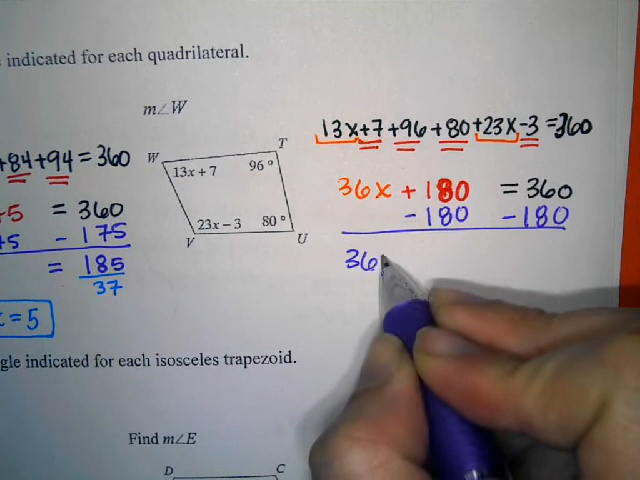 indicated for each quadrilateral.
m∠W
13x+7+96+80+23x-3=360
+84+94=360
W
T
13x + 7
96°
36x + 180 = 360
+5 = 360
- 180 - 180
75 - 175
23x − 3
80°
V
U
36
= 185
37
= 5
gle indicated for each isosceles trapezoid.
Find m∠E
D
C